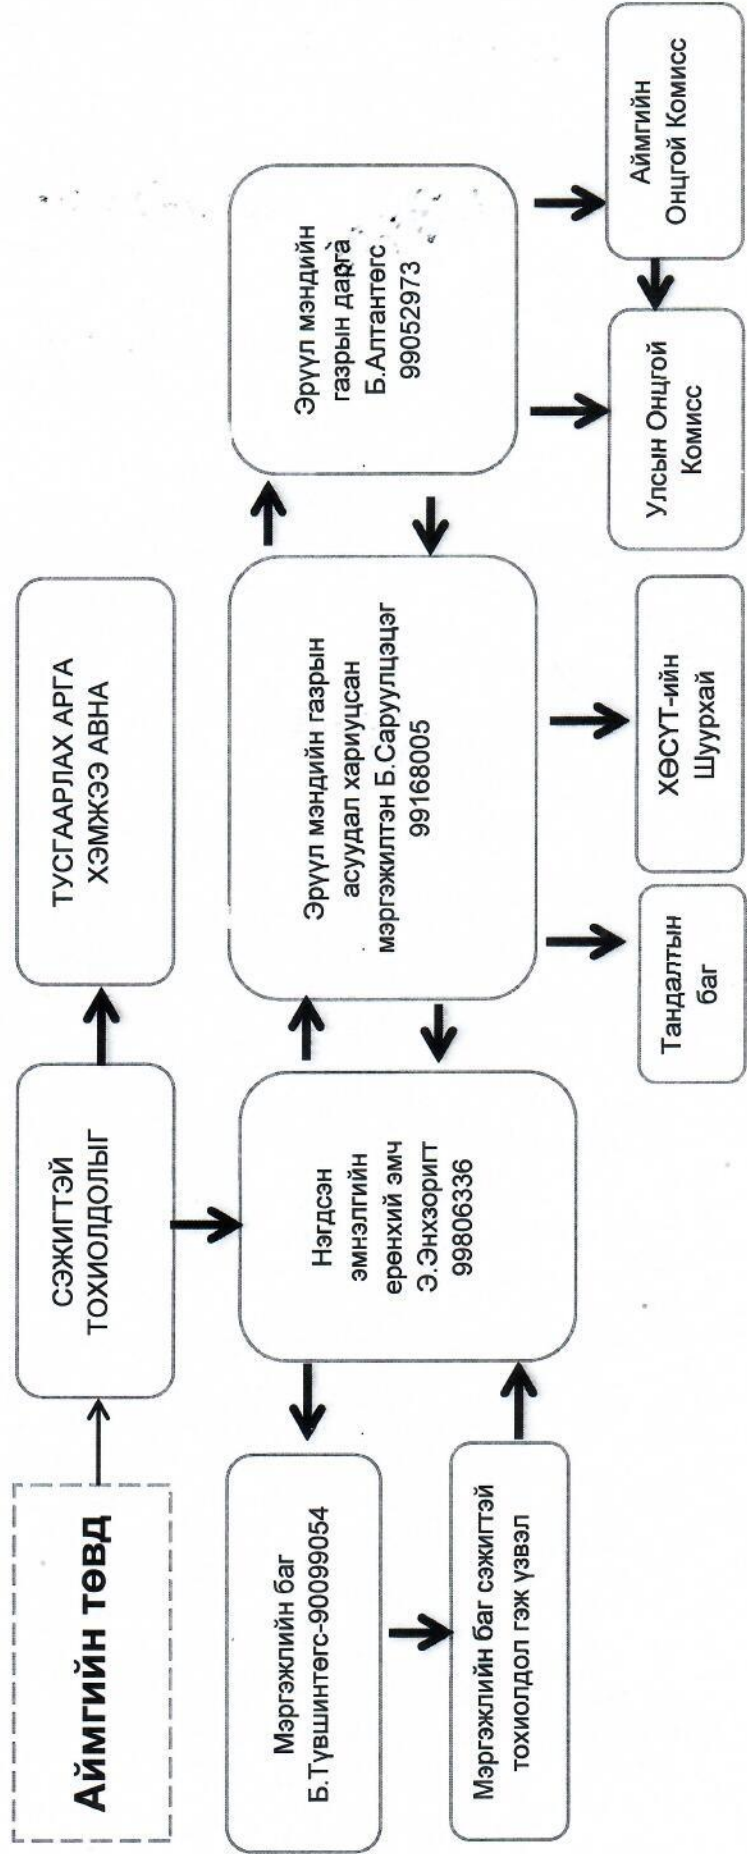 Аймгийн төвд
СЭЖИГТЭЙ
ТОХИОЛДОЛЫГ
ТУСГААРЛАХ АРГА
ХЭМЖЭЭ АВНА
Мэргэжлийн баг
Б.Түвшинтөгс-90099054
Нэгдсэн
эмнэлгийн
ерөнхий эмч
Э.Энхзоригт
99806336
Эрүүл мэндийн газрын
асуудал хариуцсан
мэргэжилтэн Б.Саруулцэцэг
99168005
Эрүүл мэндийн
газрын дарга
Б.Алтантөгс
99052973
Мэргэжлийн баг сэжигтэй
тохиолдол гэж үзвэл
Тандалтын
баг
ХӨСҮТ-ийн
Шуурхай
Улсын Онцгой
Комисс
Аймгийн
Онцгой Комисс